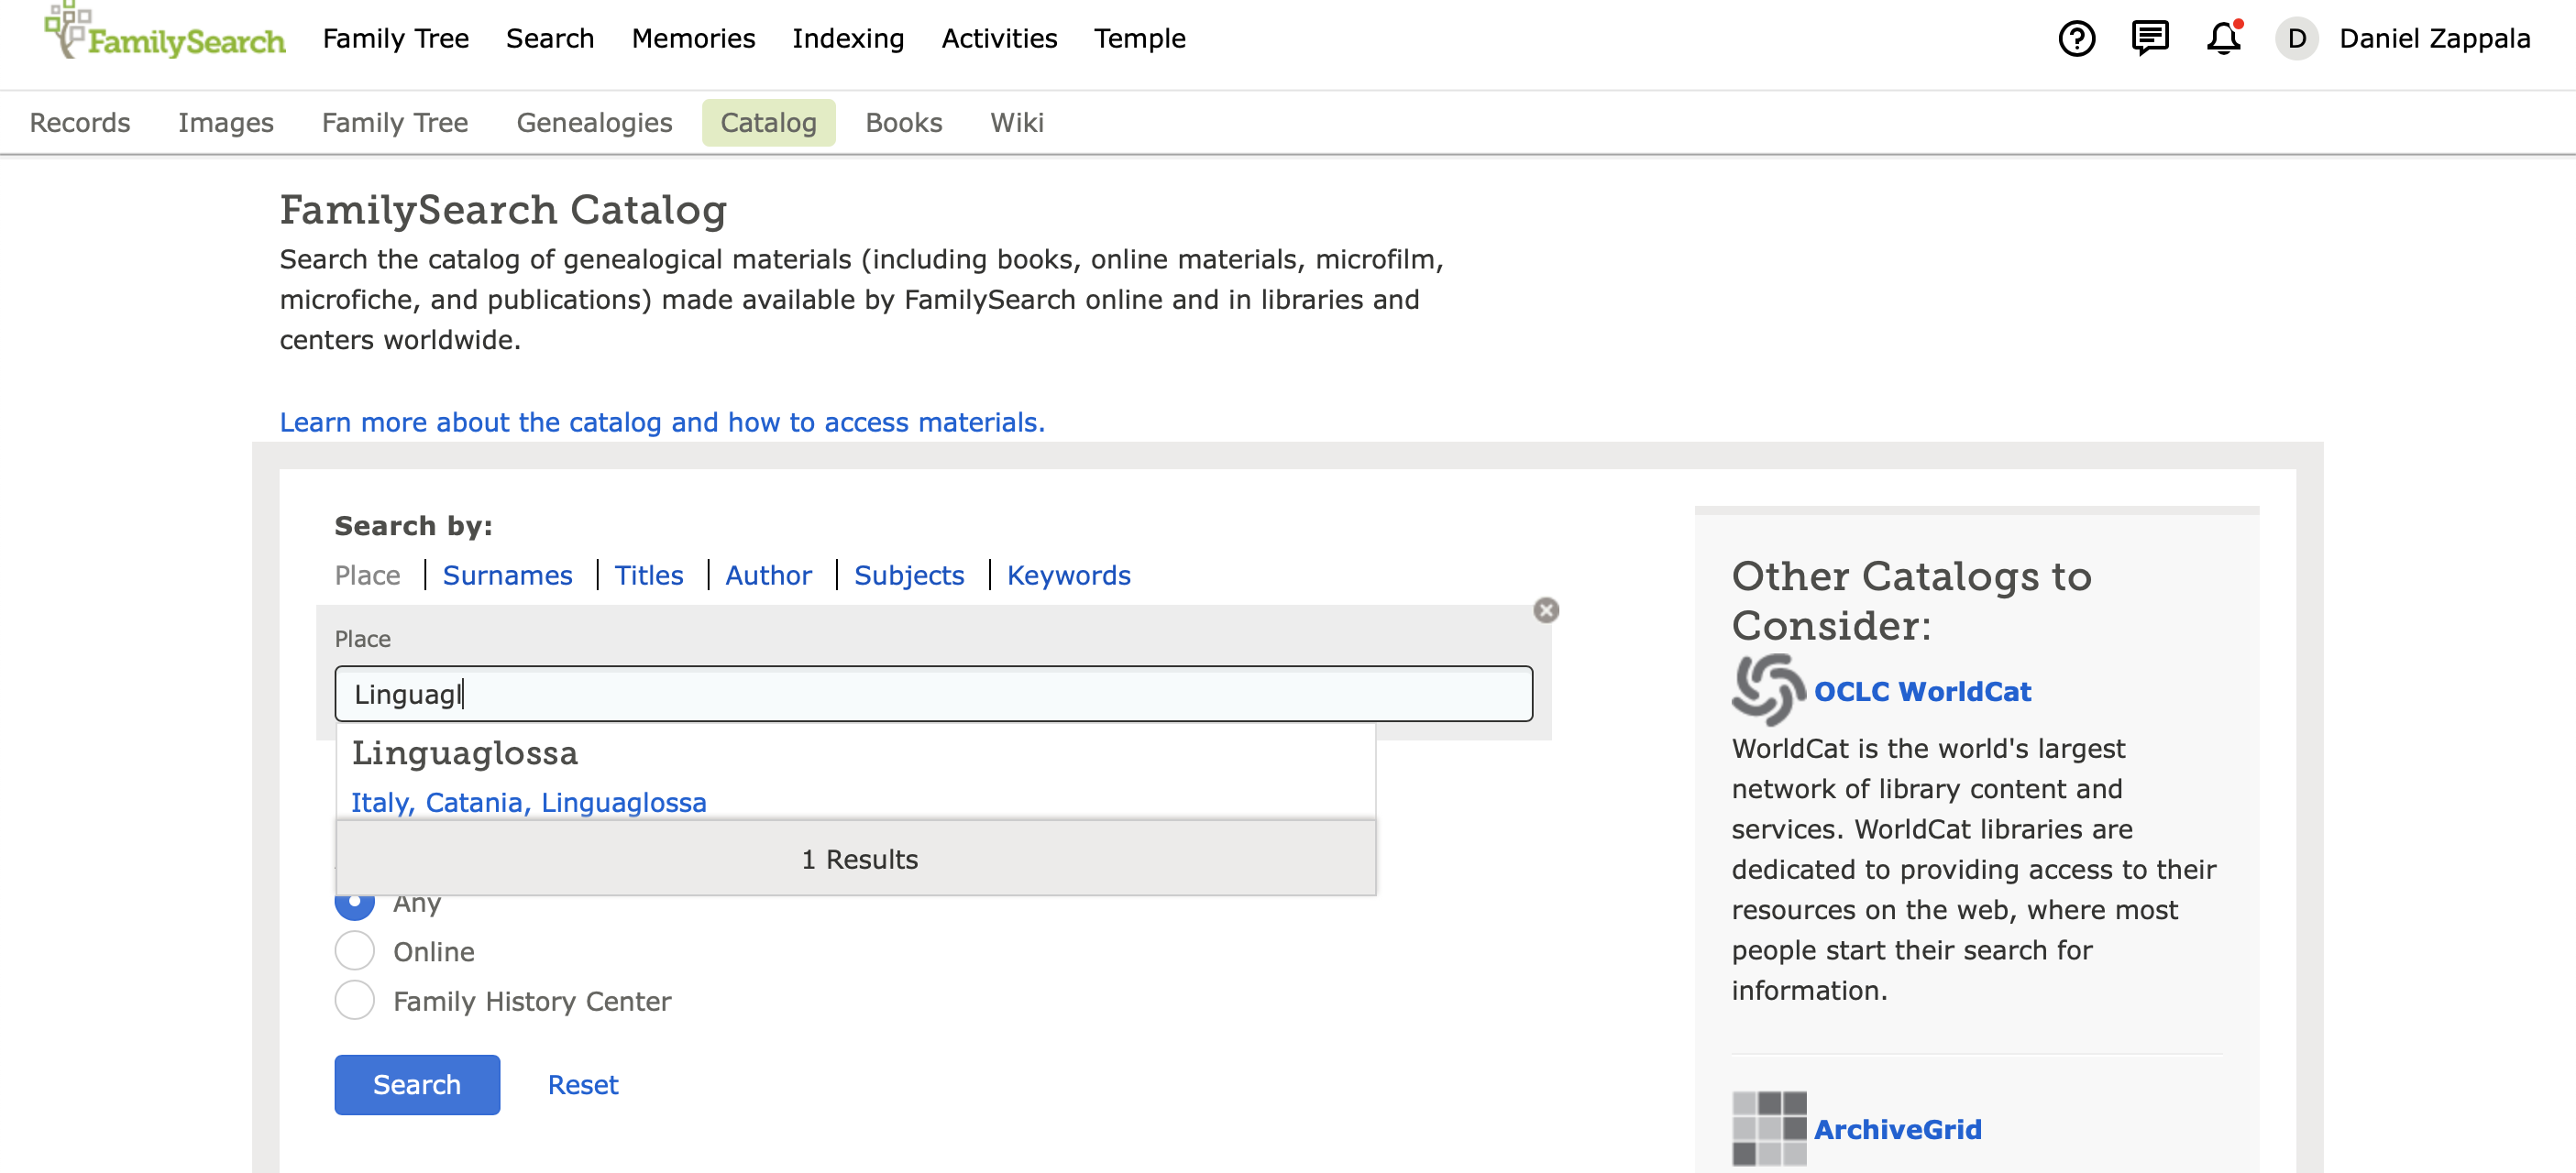 FamilySearch
Family Tree Search Memories Indexing Activities Temple
D Daniel Zappala
Records Images Family Tree Genealogies Catalog Books Wiki
FamilySearch Catalog
Search the catalog of genealogical materials (including books, online materials, microfilm,
microfiche, and publications) made available by FamilySearch online and in libraries and
centers worldwide.
Learn more about the catalog and how to access materials.
Search by:
Place | Surnames | Titles | Author | Subjects | Keywords
Place
Linguagl
Linguaglossa
Italy, Catania, Linguaglossa
1 Results
Any
Online
Family History Center
Search Reset
Other Catalogs to
Consider:
OCLC WorldCat
WorldCat is the world's largest
network of library content and
services. WorldCat libraries are
dedicated to providing access to their
resources on the web, where most
people start their search for
information.
ArchiveGrid